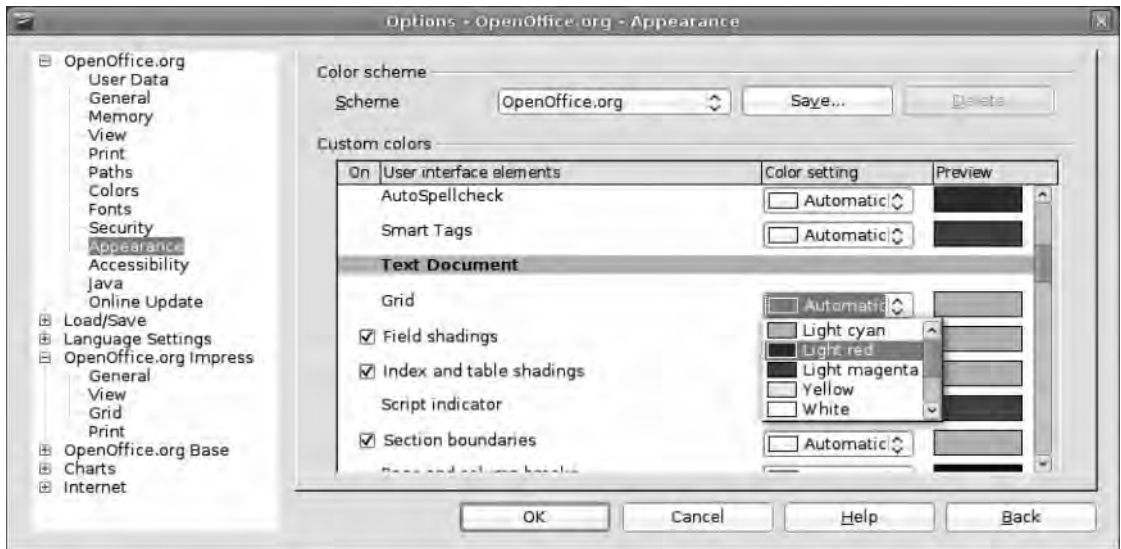 Options - OpenOffice.org - Appearance
OpenOffice.org
User Data
General
Memory
View
Print
Paths
Colors
Fonts
Security
Appearance
Accessibility
Java
Online Update
Load/Save
Language Settings
OpenOffice.org Impress
General
View
Grid
Print
OpenOffice.org Base
Charts
Internet
Color scheme
Scheme OpenOffice.org Save... Delete
Custom colors
On User interface elements Color setting Preview
AutoSpellcheck Automatic
Smart Tags Automatic
Text Document
Grid Automatic
Light cyan
Field shadings
Light red
Index and table shadings Light magenta
Yellow
Script indicator White
Section boundaries Automatic
OK Cancel Help Back